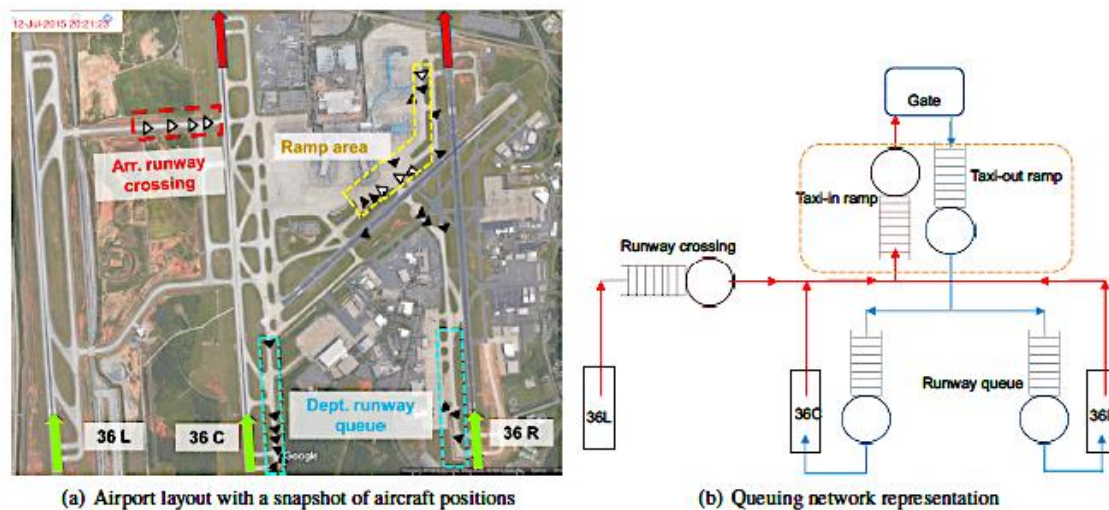 12-Jul-2015 20:21:23
Arr. runway
crossing
Ramp area
Dept. runway
queue
36 L
36 C
36 R
Google
(a) Airport layout with a snapshot of aircraft positions
Gate
Taxi-in ramp
Taxi-out ramp
Runway crossing
Runway queue
36L
36C
(b) Queuing network representation